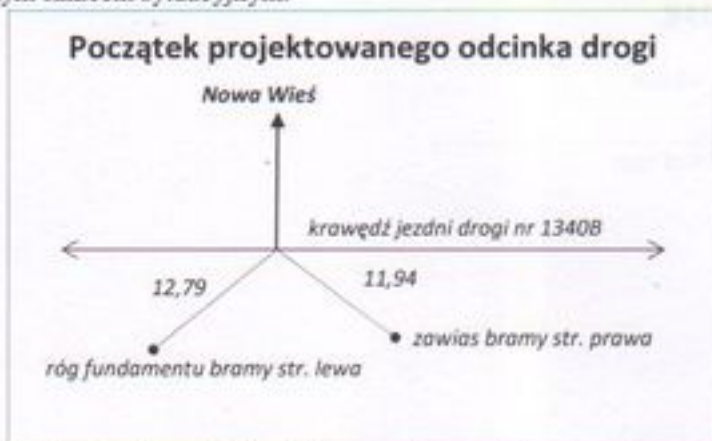 Początek projektowanego odcinka drogi
Nowa Wieś
krawędź jezdni drogi nr 1340B
12,79
11,94
zawias bramy str. prawa
róg fundamentu bramy str. lewa